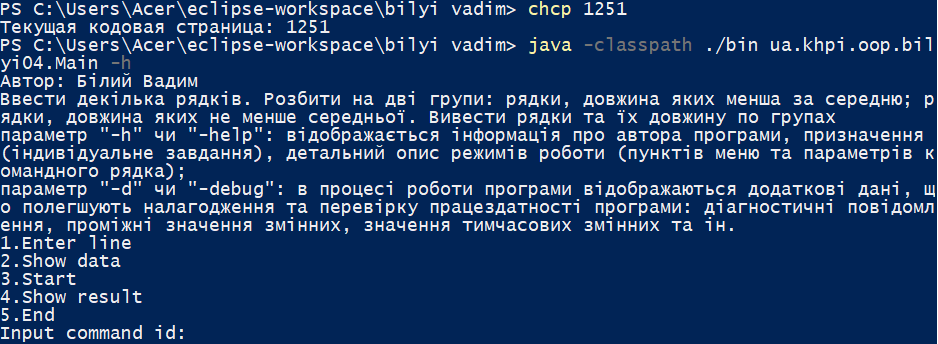 PS C:\Users\Acer\eclipse-workspace\bilyi vadim> chcp 1251
Текущая кодовая страница: 1251
PS C:\Users\Acer\eclipse-workspace\bilyi vadim> java -classpath ./bin ua.khpi.oop.bil
yi04.Main -h
Автор: Білий Вадим
Ввести декілька рядків. Розбити на дві групи: рядки, довжина яких менша за середню; р
ядки, довжина яких не менше середньої. Вивести рядки та їх довжину по групах
параметр "-h" чи "-help": відображається інформація про автора програми, призначення
(індивідуальне завдання), детальний опис режимів роботи (пунктів меню та параметрів к
омандного рядка);
параметр "-d" чи "-debug": в процесі роботи програми відображаються додаткові дані, щ
о полегшують налагодження та перевірку працездатності програми: діагностичні повідомл
ення, проміжні значення змінних, значення тимчасових змінних та ін.
1.Enter line
2.Show data
3.Start
4.Show result
5.End
Input command id: